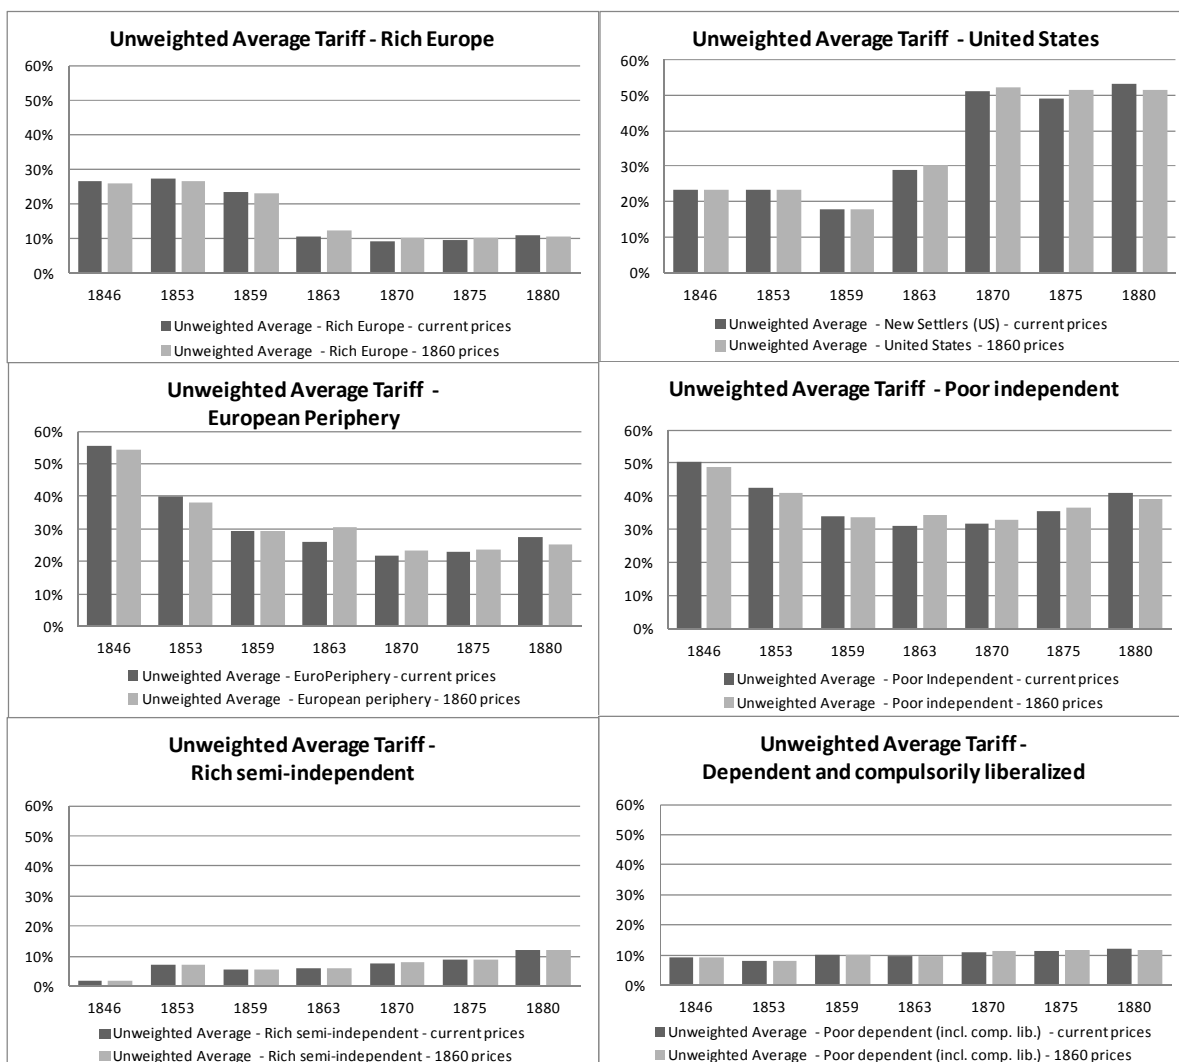 Unweighted Average Tariff - Rich Europe
60%
50%
40%
30%
20%
10%
0%
1846 1853 1859 1863 1870 1875 1880
Unweighted Average - Rich Europe - current prices
Unweighted Average - Rich Europe - 1860 prices
Unweighted Average Tariff - United States
60%
50%
40%
30%
20%
10%
0%
1846 1853 1859 1863 1870 1875 1880
Unweighted Average - New Settlers (US) - current prices
Unweighted Average - United States - 1860 prices
Unweighted Average Tariff -
European Periphery
60%
50%
40%
30%
20%
10%
0%
1846 1853 1859 1863 1870 1875 1880
Unweighted Average - EuroPeriphery - current prices
Unweighted Average - European periphery - 1860 prices
Unweighted Average Tariff - Poor independent
60%
50%
40%
30%
20%
10%
0%
1846 1853 1859 1863 1870 1875 1880
Unweighted Average - Poor Independent - current prices
Unweighted Average - Poor independent - 1860 prices
Unweighted Average Tariff -
Rich semi-independent
60%
50%
40%
30%
20%
10%
0%
1846 1853 1859 1863 1870 1875 1880
Unweighted Average - Rich semi-independent - current prices
Unweighted Average - Rich semi-independent - 1860 prices
Unweighted Average Tariff -
Dependent and compulsorily liberalized
60%
50%
40%
30%
20%
10%
0%
1846 1853 1859 1863 1870 1875 1880
Unweighted Average - Poor dependent (incl. comp. lib.) - current prices
Unweighted Average - Poor dependent (incl. comp. lib.) - 1860 prices